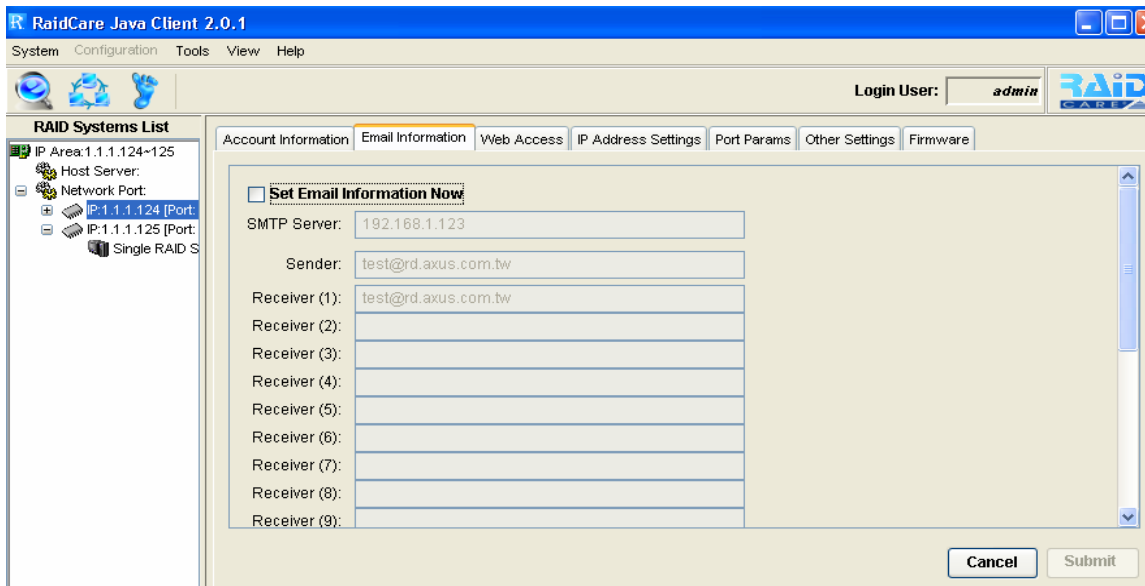 RaidCare Java Client 2.0.1
System Configuration Tools View Help
Login User: admin
RAiD
CARE
RAID Systems List
IP Area:1.1.1.124~125
Host Server:
Network Port:
IP:1.1.1.124 [Port:
IP:1.1.1.125 [Port:
Single RAID S
Account Information Email Information Web Access IP Address Settings Port Params Other Settings Firmware
Set Email Information Now
SMTP Server: 192.168.1.123
Sender: test@rd.axus.com.tw
Receiver (1): test@rd.axus.com.tw
Receiver (2):
Receiver (3):
Receiver (4):
Receiver (5):
Receiver (6):
Receiver (7):
Receiver (8):
Receiver (9):
Cancel Submit